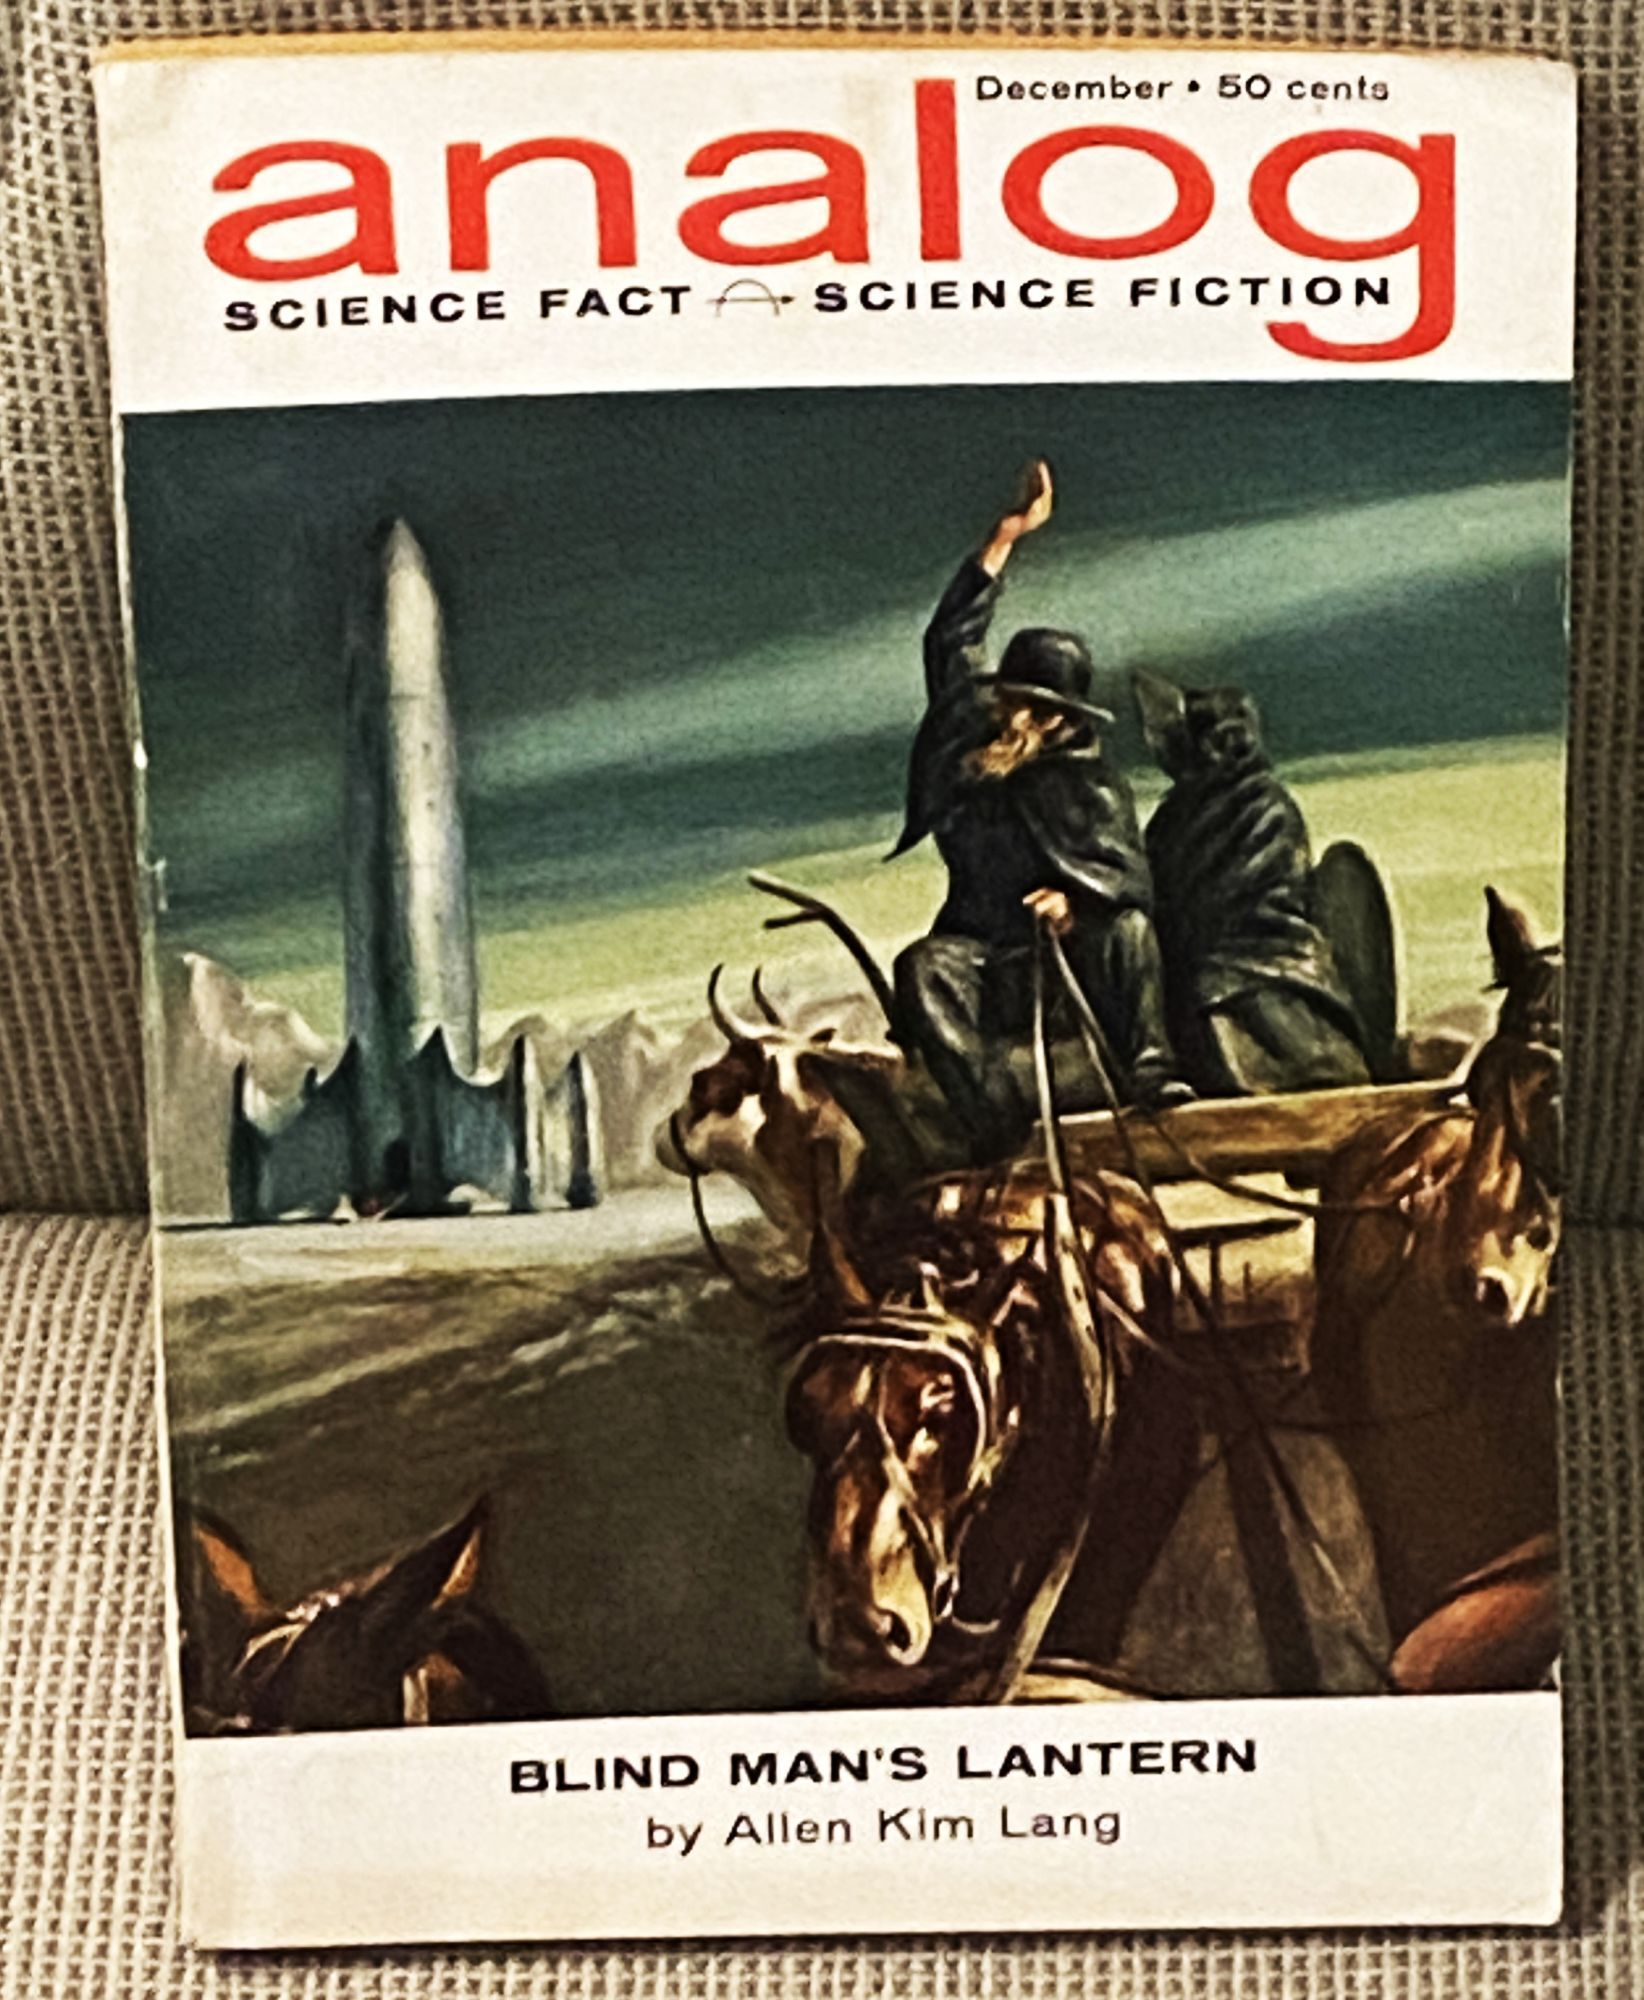 December • 50 cents
analog
SCIENCE FACT SCIENCE FICTION
BLIND MAN'S LANTERN
by Allen Kim Lang